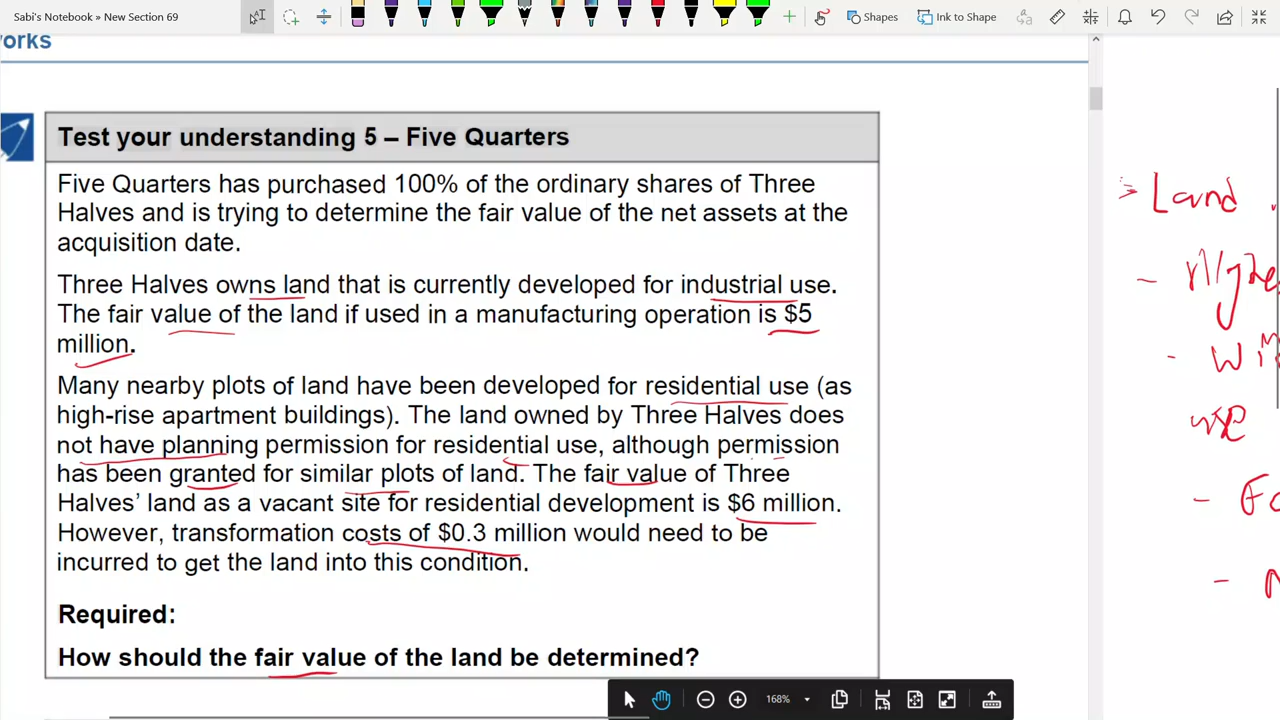 Sabi's Notebook » New Section 69
Shapes
Ink to Shape
orks
Test your understanding 5 – Five Quarters
Five Quarters has purchased 100% of the ordinary shares of Three
Halves and is trying to determine the fair value of the net assets at the
acquisition date.
Three Halves owns land that is currently developed for industrial use.
The fair value of the land if used in a manufacturing operation is $5
million.
Many nearby plots of land have been developed for residential use (as
high-rise apartment buildings). The land owned by Three Halves does
not have planning permission for residential use, although permission
has been granted for similar plots of land. The fair value of Three
Halves' land as a vacant site for residential development is $6 million.
However, transformation costs of $0.3 million would need to be
incurred to get the land into this condition.
Required:
How should the fair value of the land be determined?
Land
use
168%